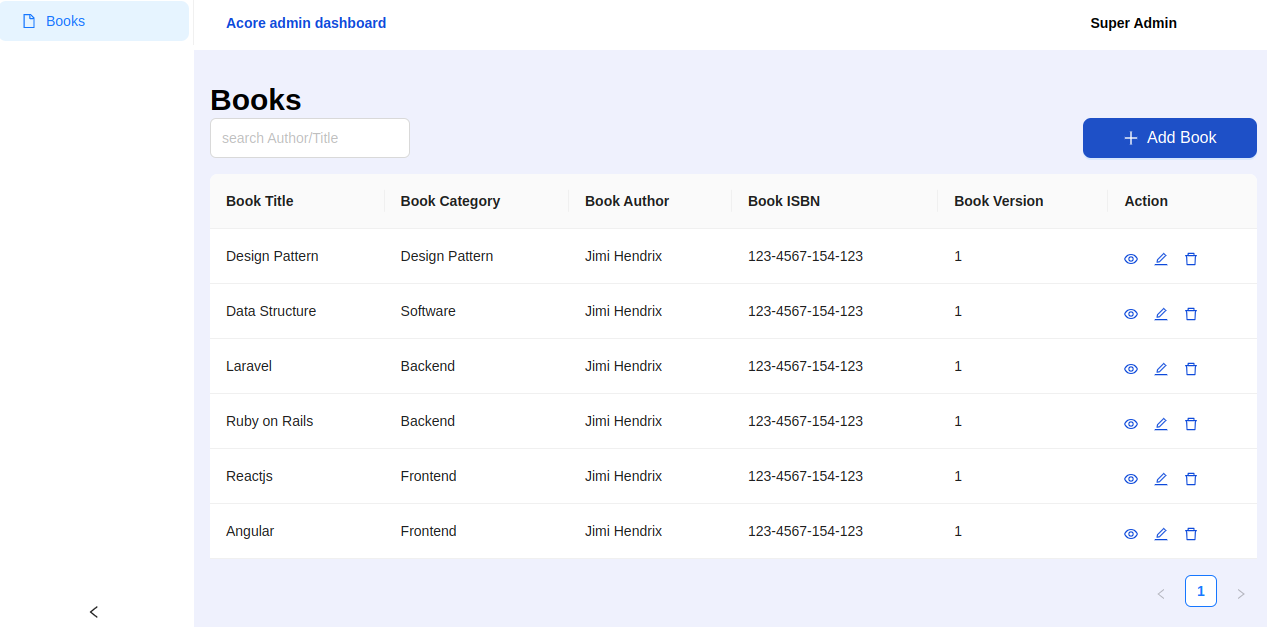 Books
Acore admin dashboard
Super Admin
Books
search Author/Title
Add Book
Book Title Book Category Book Author Book ISBN Book Version Action
Design Pattern Design Pattern Jimi Hendrix 123-4567-154-123 1
Data Structure Software Jimi Hendrix 123-4567-154-123 1
Laravel Backend Jimi Hendrix 123-4567-154-123 1
Ruby on Rails Backend Jimi Hendrix 123-4567-154-123 1
Reactjs Frontend Jimi Hendrix 123-4567-154-123 1
Angular Frontend Jimi Hendrix 123-4567-154-123 1
1